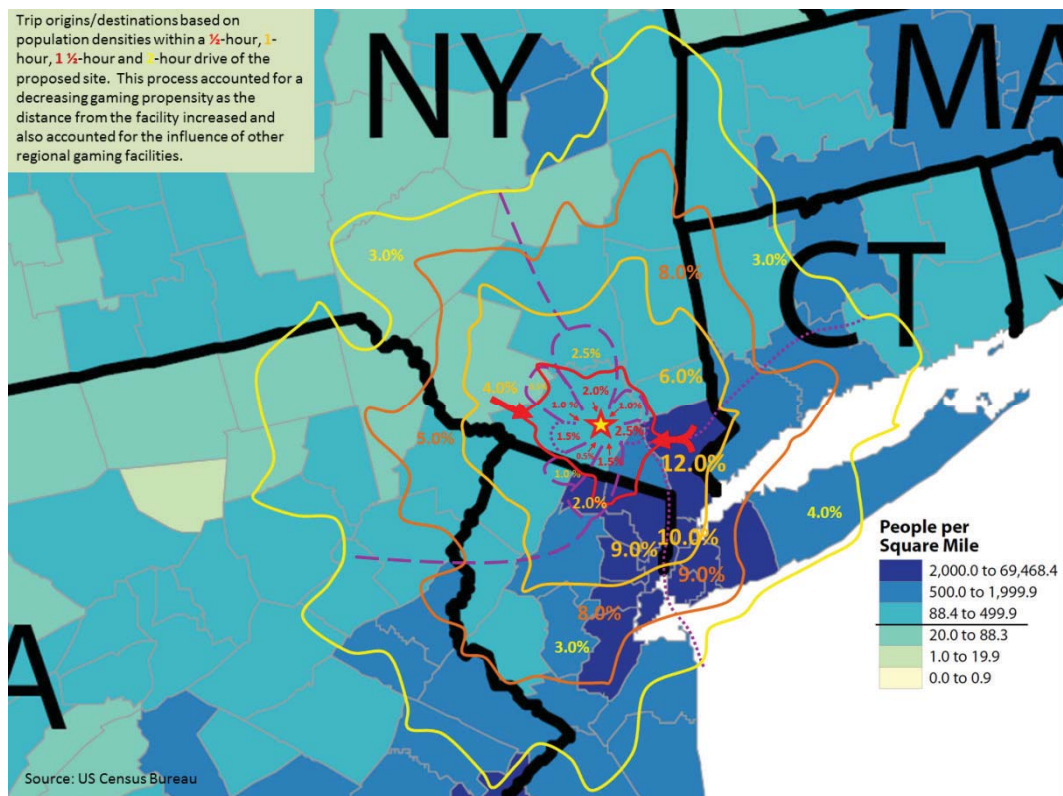 Trip origins/destinations based on
population densities within a ½-hour, 1-
hour, 1 ½-hour and 2-hour drive of the
proposed site. This process accounted for a
decreasing gaming propensity as the
distance from the facility increased and
also accounted for the influence of other
regional gaming facilities.
NY
MA
CT
3.0%
3.0%
8.0%
2.5%
6.0%
4.0%
2.0%
1.0 %
1.0%
5.0%
1.5%
2.5%
0.5%
1.5%
12.0%
1.0 %
2.0%
4.0%
10.0%
9.0%
9.0%
8.0%
3.0%
A
People per
Square Mile
2,000.0 to 69,468.4
500.0 to 1,999.9
88.4 to 499.9
20.0 to 88.3
1.0 to 19.9
0.0 to 0.9
Source: US Census Bureau